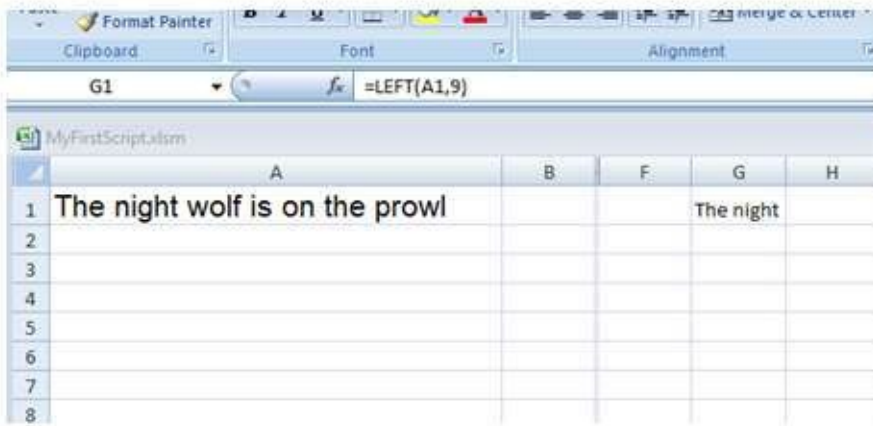 Format Painter
B I U Merge & Center
Clipboard Font Alignment
G1 fx =LEFT(A1,9)
MyFirstScript.xlsm
A B F G H
1 The night wolf is on the prowl The night
2
3
4
5
6
7
8